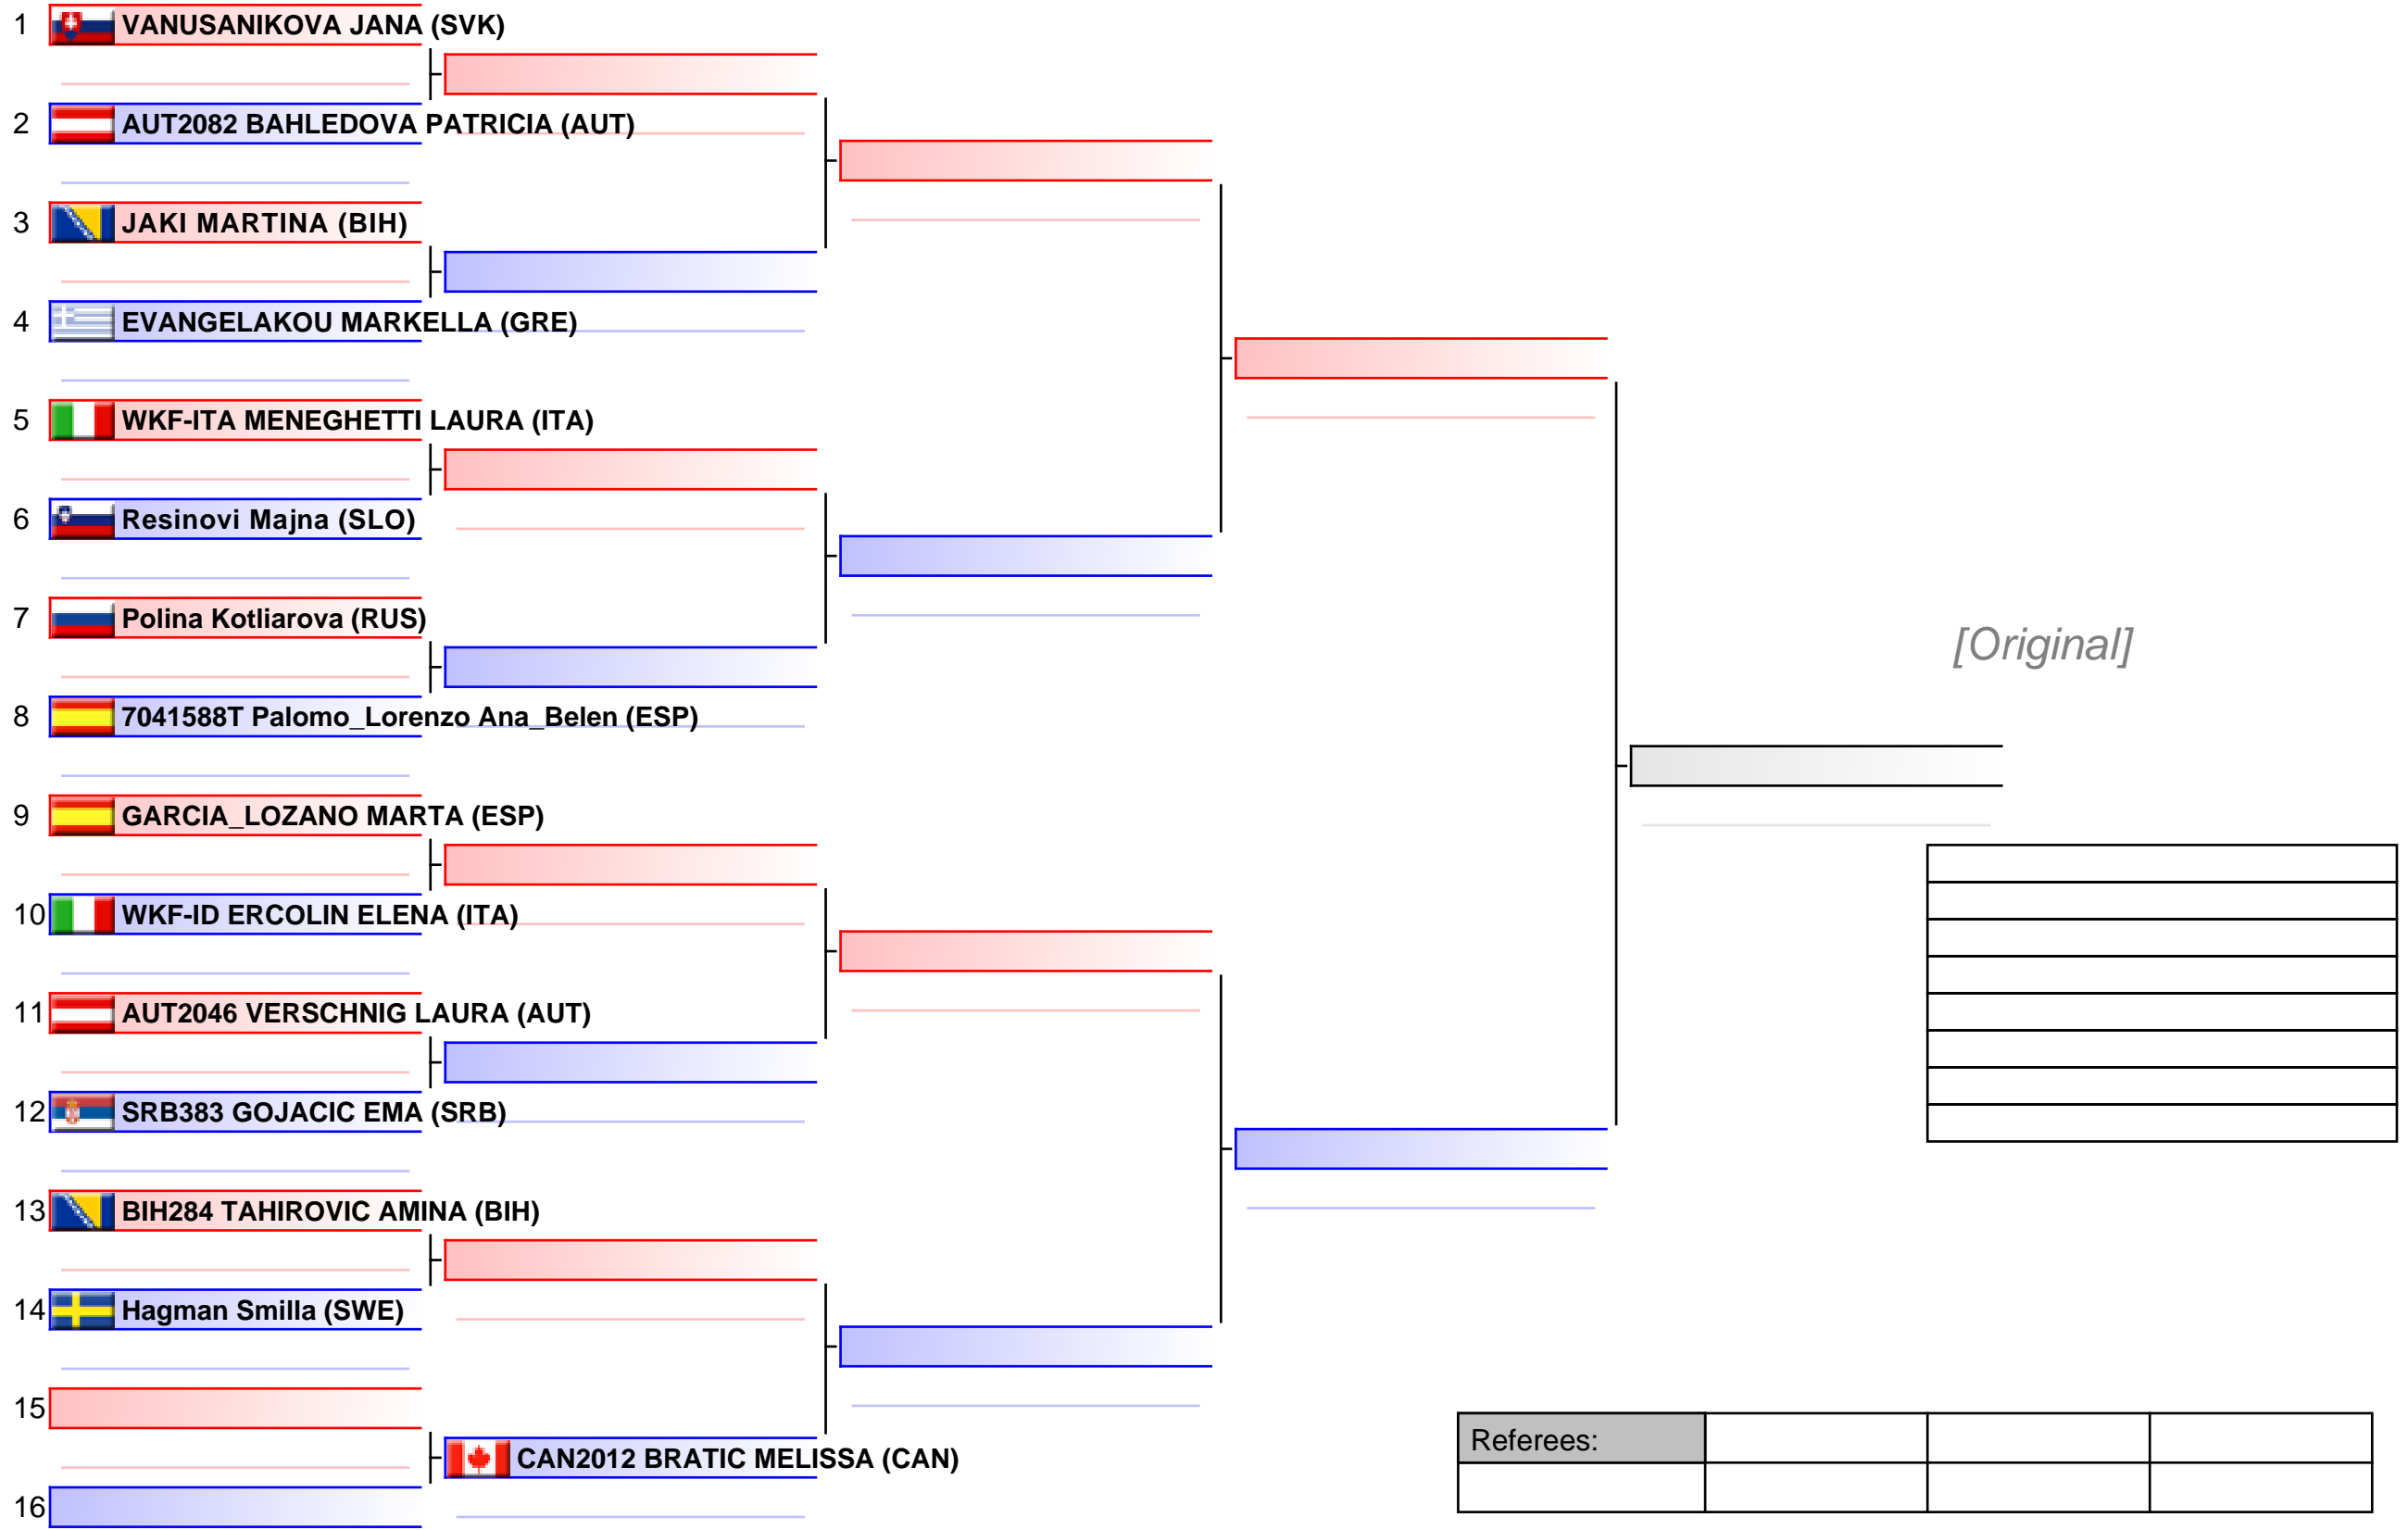 1 VANUSANIKOVA JANA (SVK)
2 AUT2082 BAHLEDOVA PATRICIA (AUT)
3 JAKI MARTINA (BIH)
4 EVANGELAKOU MARKELLA (GRE)
5 WKF-ITA MENEGHETTI LAURA (ITA)
6 Resinovi Majna (SLO)
7 Polina Kotliarova (RUS)
[Original]
8 7041588T Palomo_Lorenzo Ana_Belen (ESP)
9 GARCIA_LOZANO MARTA (ESP)
10 WKF-ID ERCOLIN ELENA (ITA)
11 AUT2046 VERSCHNIG LAURA (AUT)
12 SRB383 GOJACIC EMA (SRB)
13 BIH284 TAHIROVIC AMINA (BIH)
14 Hagman Smilla (SWE)
15
CAN2012 BRATIC MELISSA (CAN)
16
Referees: